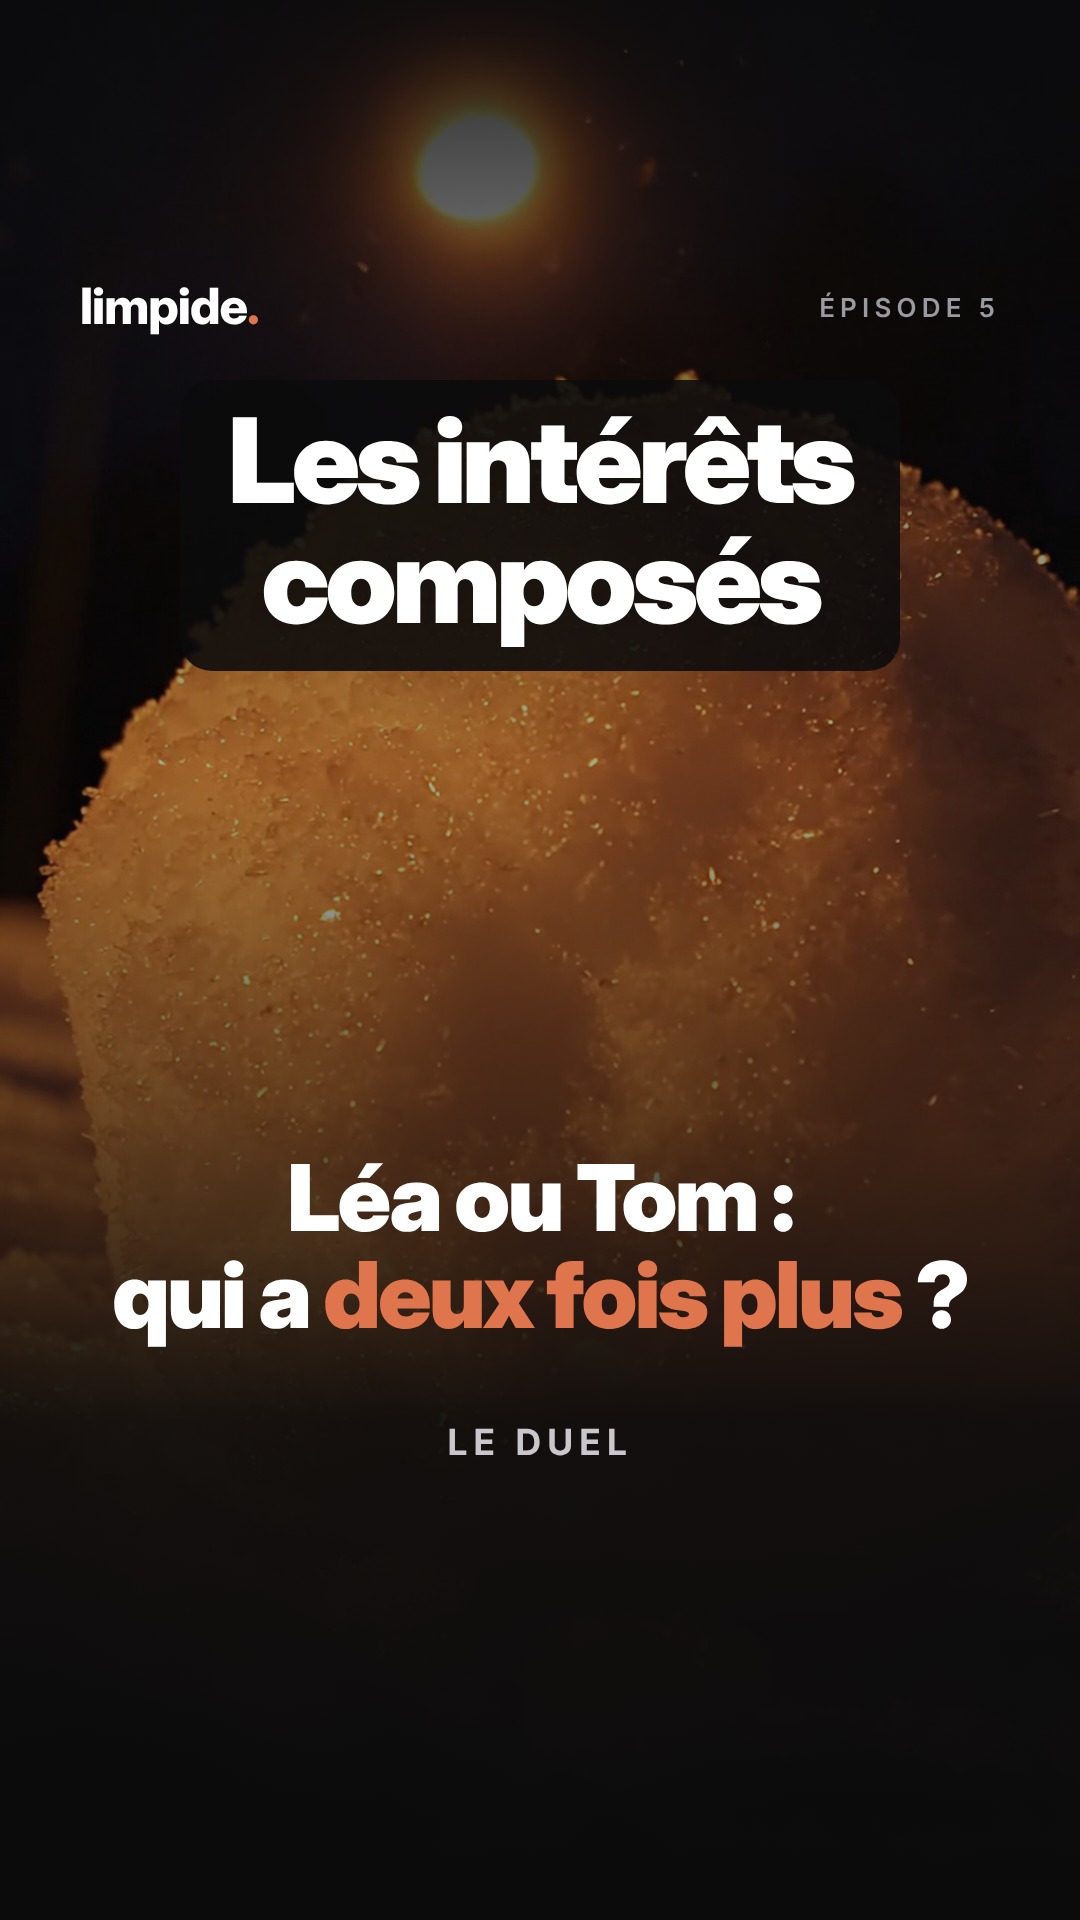 limpide.
ÉPISODE 5
Les intérêts
composés
Léa ou Tom :
qui a deux fois plus ?
LE DUEL